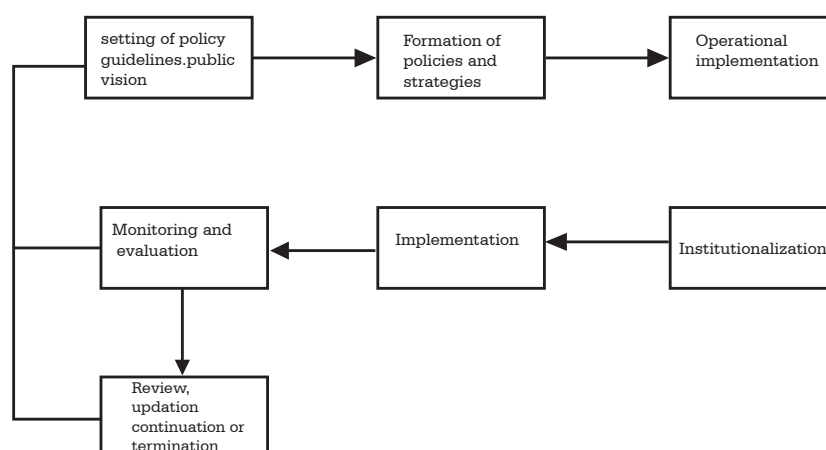 setting of policy
guidelines.public
vision
Formation of
policies and
strategies
Operational
implementation
Monitoring and
evaluation
Implementation
Institutionalization
Review,
updation
continuation or
termination